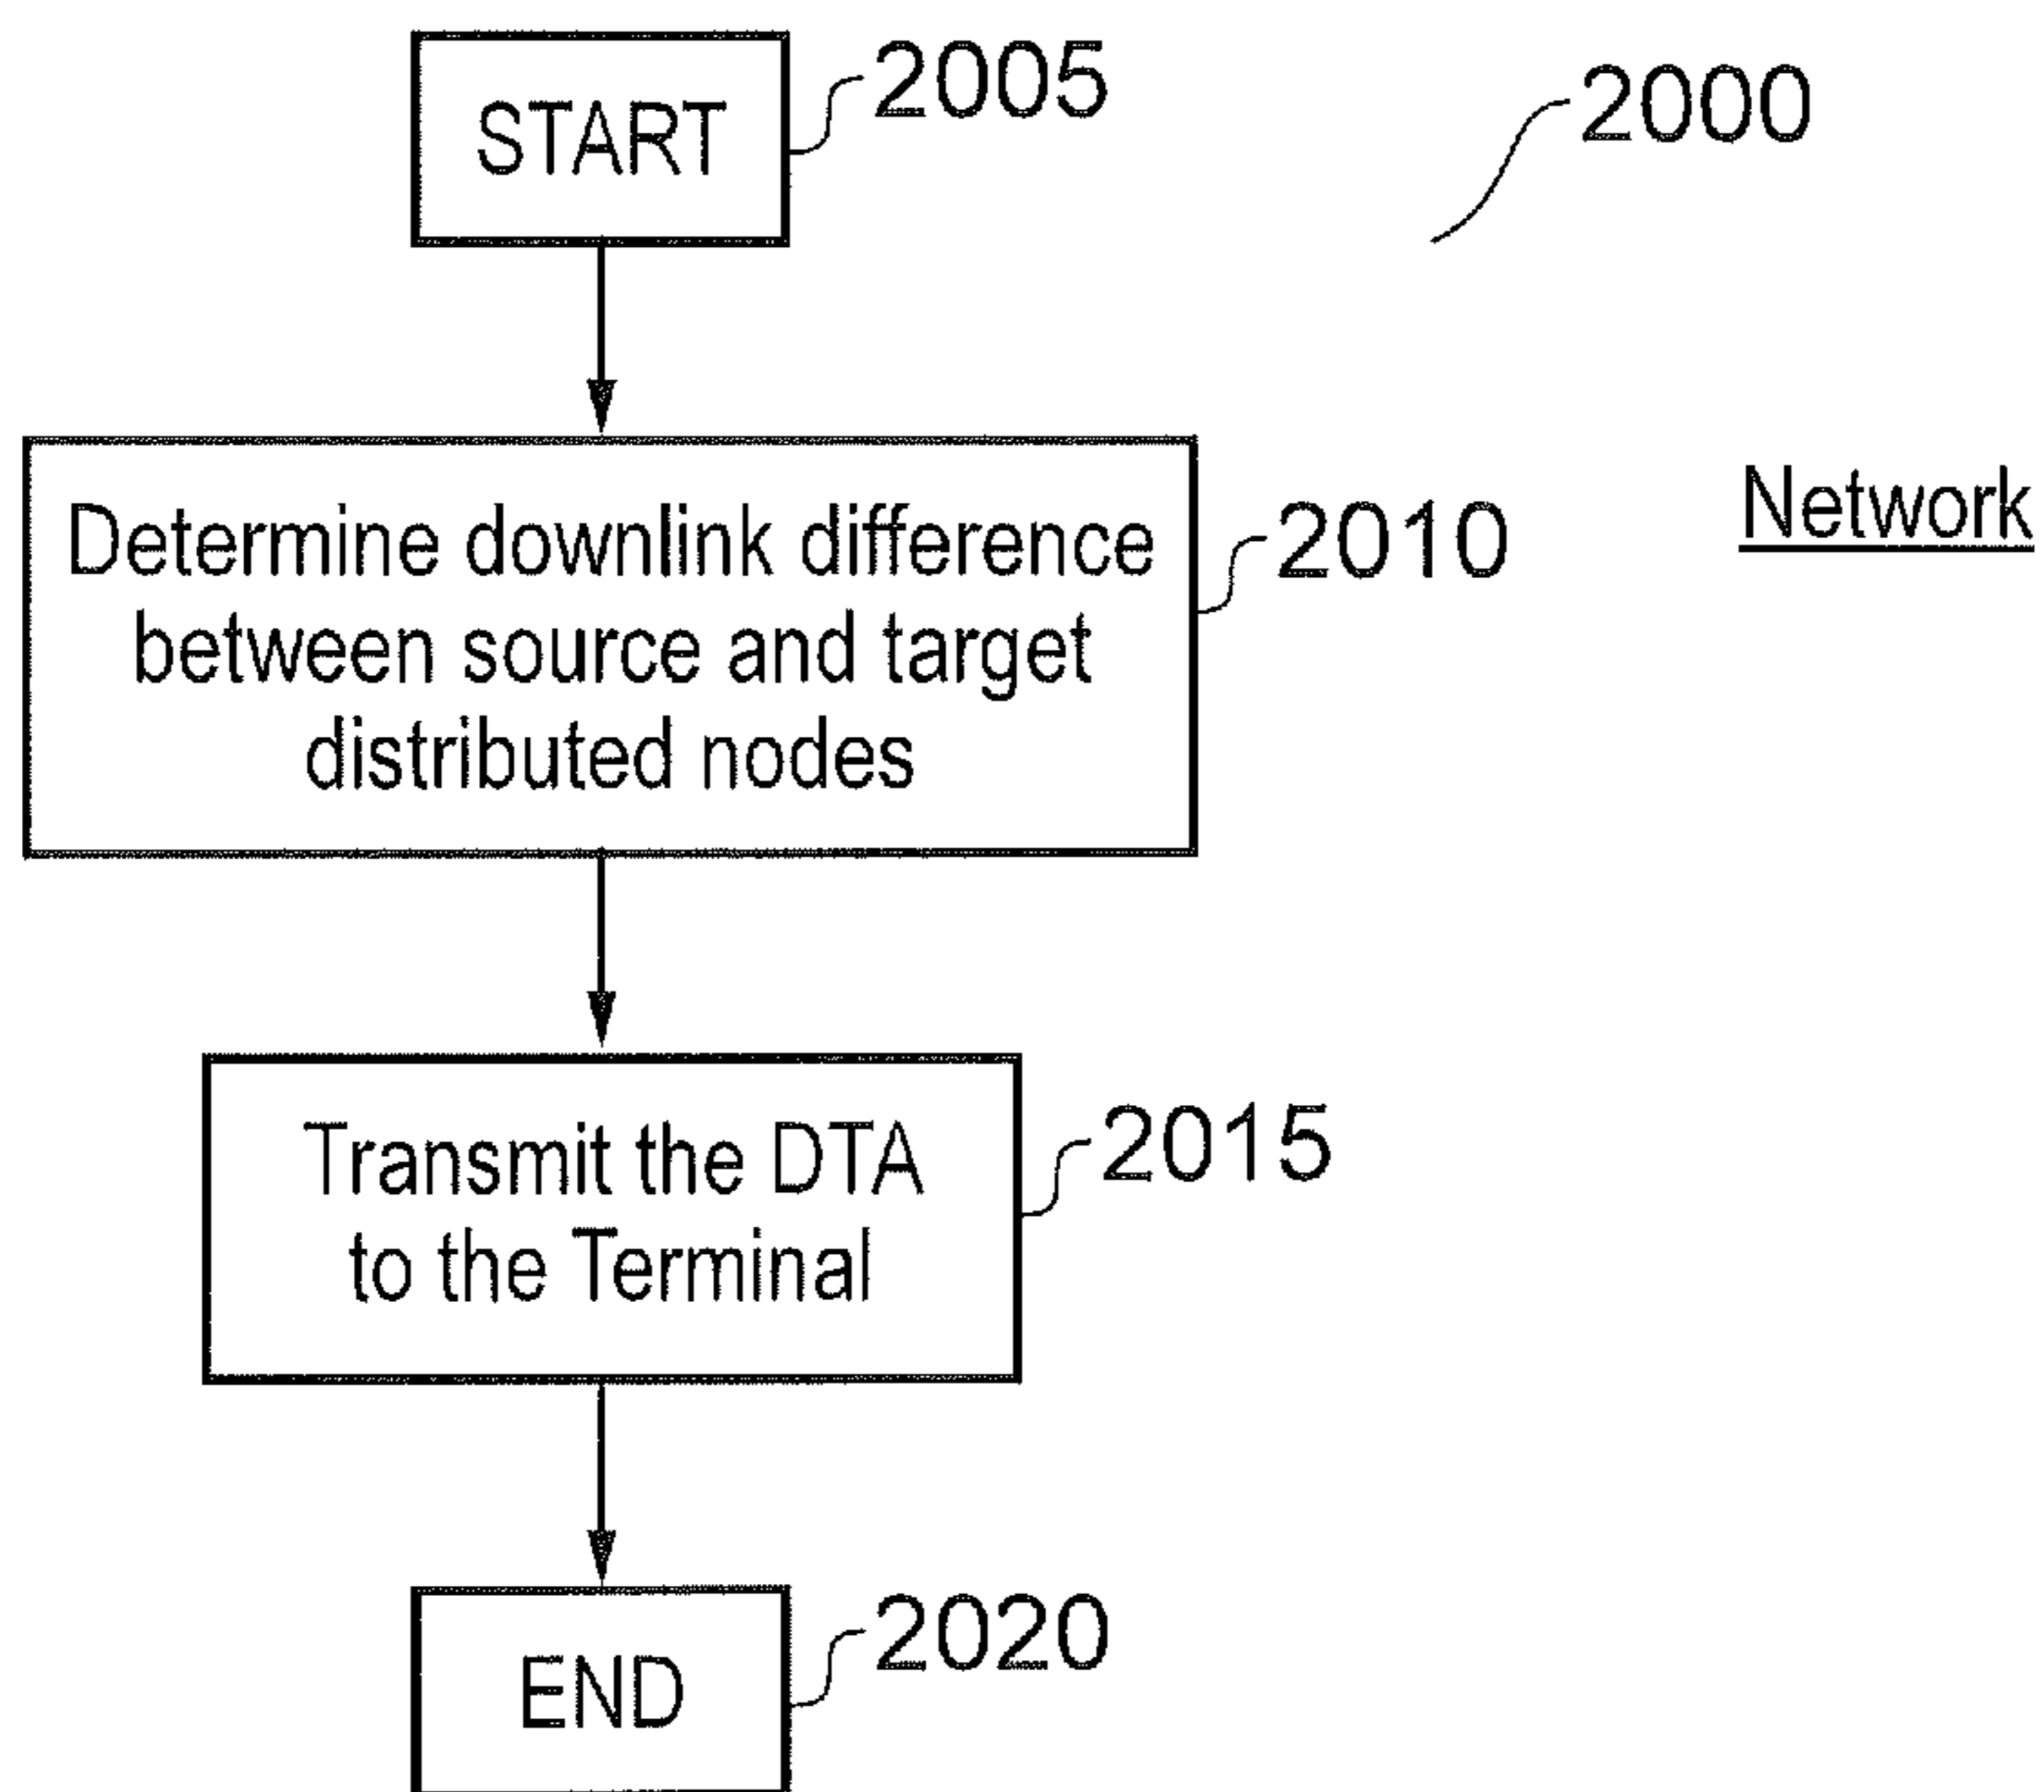 START
2005
2000
Determine downlink difference
between source and target
distributed nodes
2010
Network
Transmit the DTA
to the Terminal
2015
END
2020